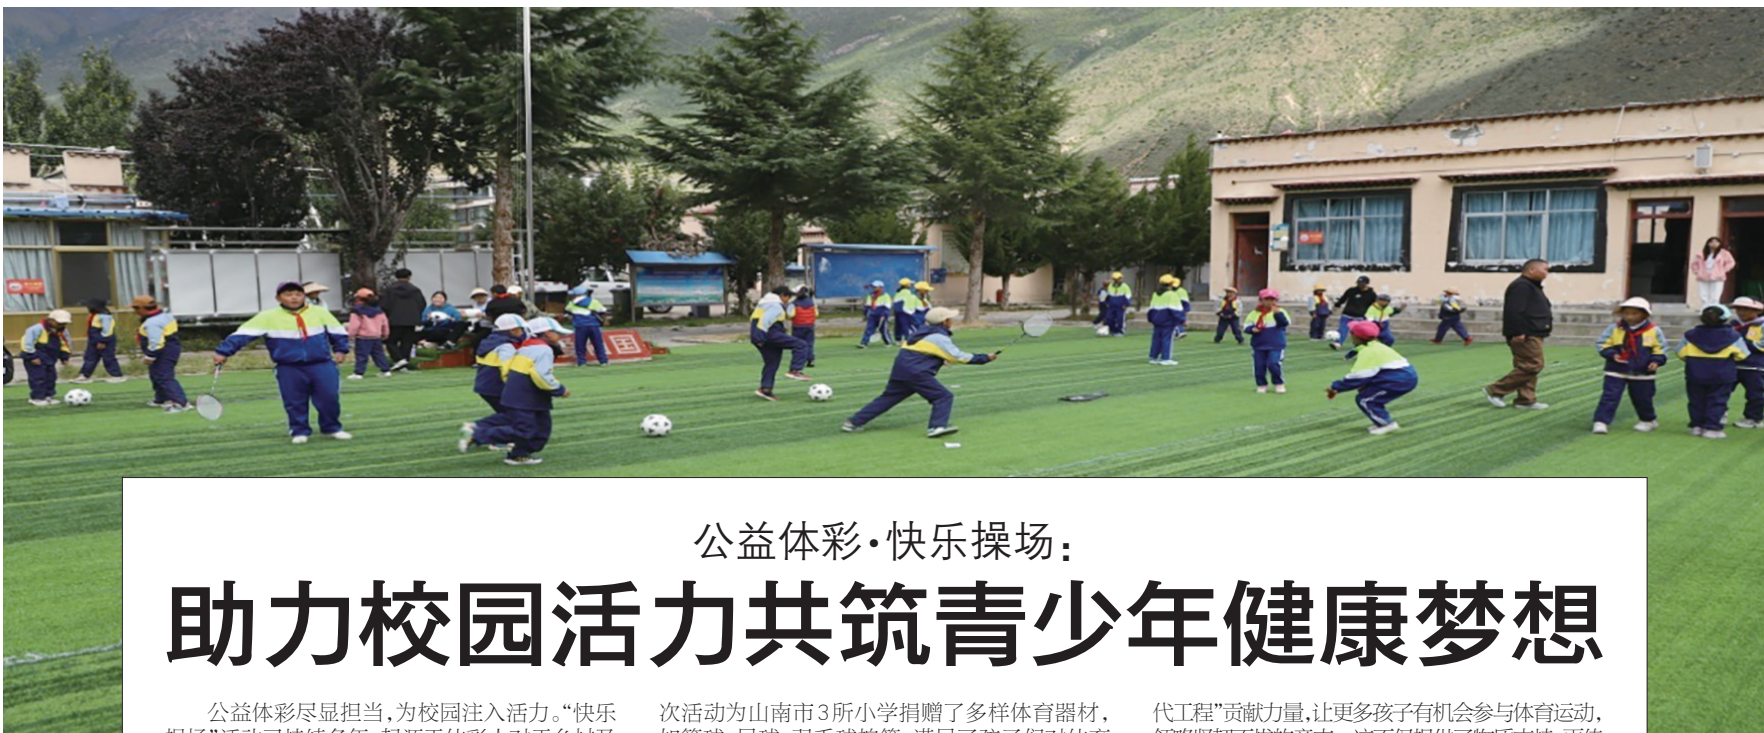 公益体彩·快乐操场：
助力校园活力共筑青少年健康梦想
公益体彩尽显担当，为校园注入活力。“快乐
次活动为山南市3所小学捐赠了多样体育器材，
代工程”贡献力量，让更多孩子有机会参与体育运动，